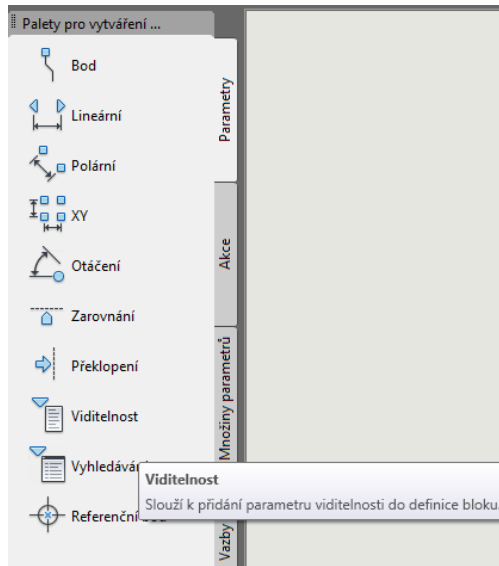 Palety pro vytváření ...
Bod
Lineární
Polární
XY
Otáčení
Zarovnání
Překlopení
Viditelnost
Parametry
Akce
Množiny parametrů
Vazby
Viditelnost
Slouží k přidání parametru viditelnosti do definice bloku.
Referenční